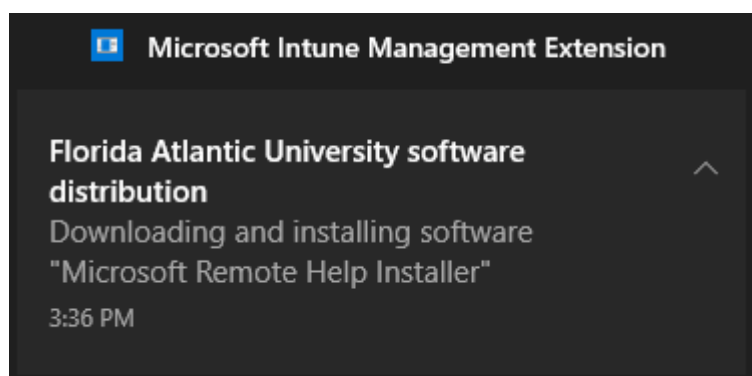 Microsoft Intune Management Extension
Florida Atlantic University software
distribution
Downloading and installing software
"Microsoft Remote Help Installer"
3:36 PM